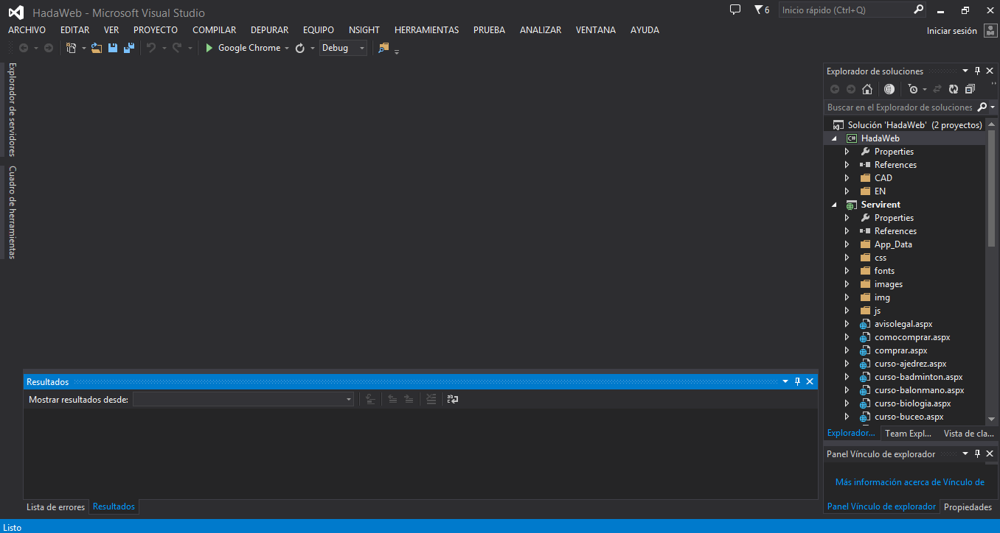 HadaWeb - Microsoft Visual Studio
6
Inicio rápido (Ctrl+Q)
ARCHIVO EDITAR VER PROYECTO COMPILAR DEPURAR EQUIPO NSIGHT HERRAMIENTAS PRUEBA ANALIZAR VENTANA AYUDA
Iniciar sesión
Google Chrome
Debug
Explorador de servidores
Cuadro de herramientas
Explorador de soluciones
Buscar en el Explorador de soluciones
Solución 'HadaWeb' (2 proyectos)
C# HadaWeb
Properties
References
CAD
EN
Servirent
Properties
References
App_Data
css
fonts
images
img
js
avisolegal.aspx
comocomprar.aspx
comprar.aspx
curso-ajedrez.aspx
curso-badminton.aspx
curso-balonmano.aspx
curso-biologia.aspx
curso-buceo.aspx
Explorador... Team Expl... Vista de cla...
Panel Vínculo de explorador
Más información acerca de Vínculo de
Panel Vínculo de explorador Propiedades
Resultados
Mostrar resultados desde:
Lista de errores Resultados
Listo